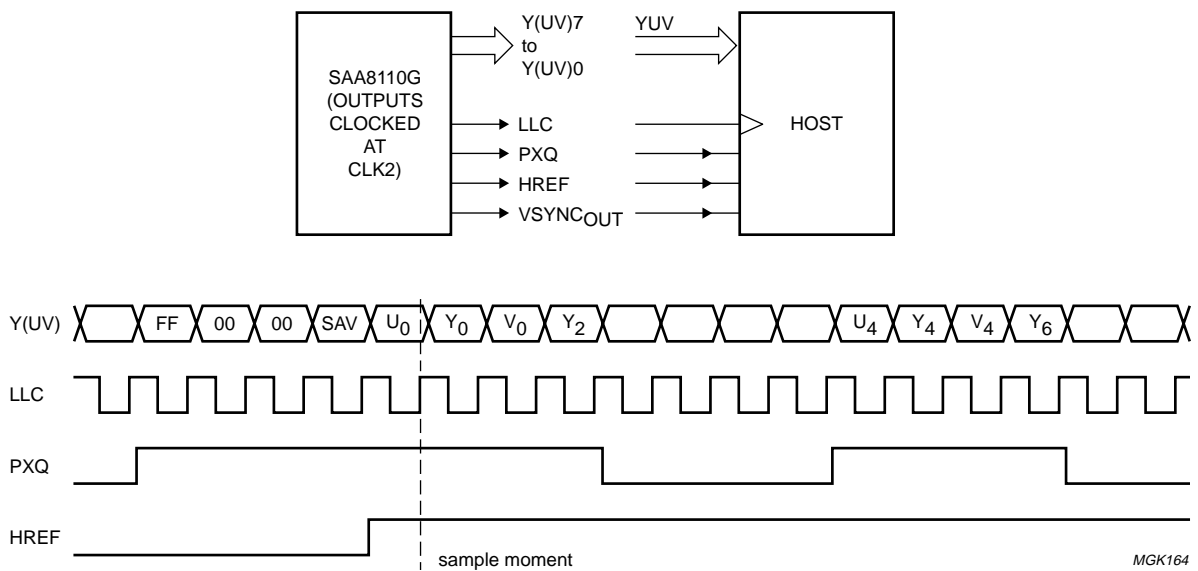 SAA8110G
(OUTPUTS
CLOCKED
AT
CLK2)
Y(UV)7
to
Y(UV)0
YUV
LLC
PXQ
HREF
VSYNCOUT
HOST
Y(UV) FF 00 00 SAV U0 Y0 V0 Y2 U4 Y4 V4 Y6
LLC
PXQ
HREF
sample moment
MGK164